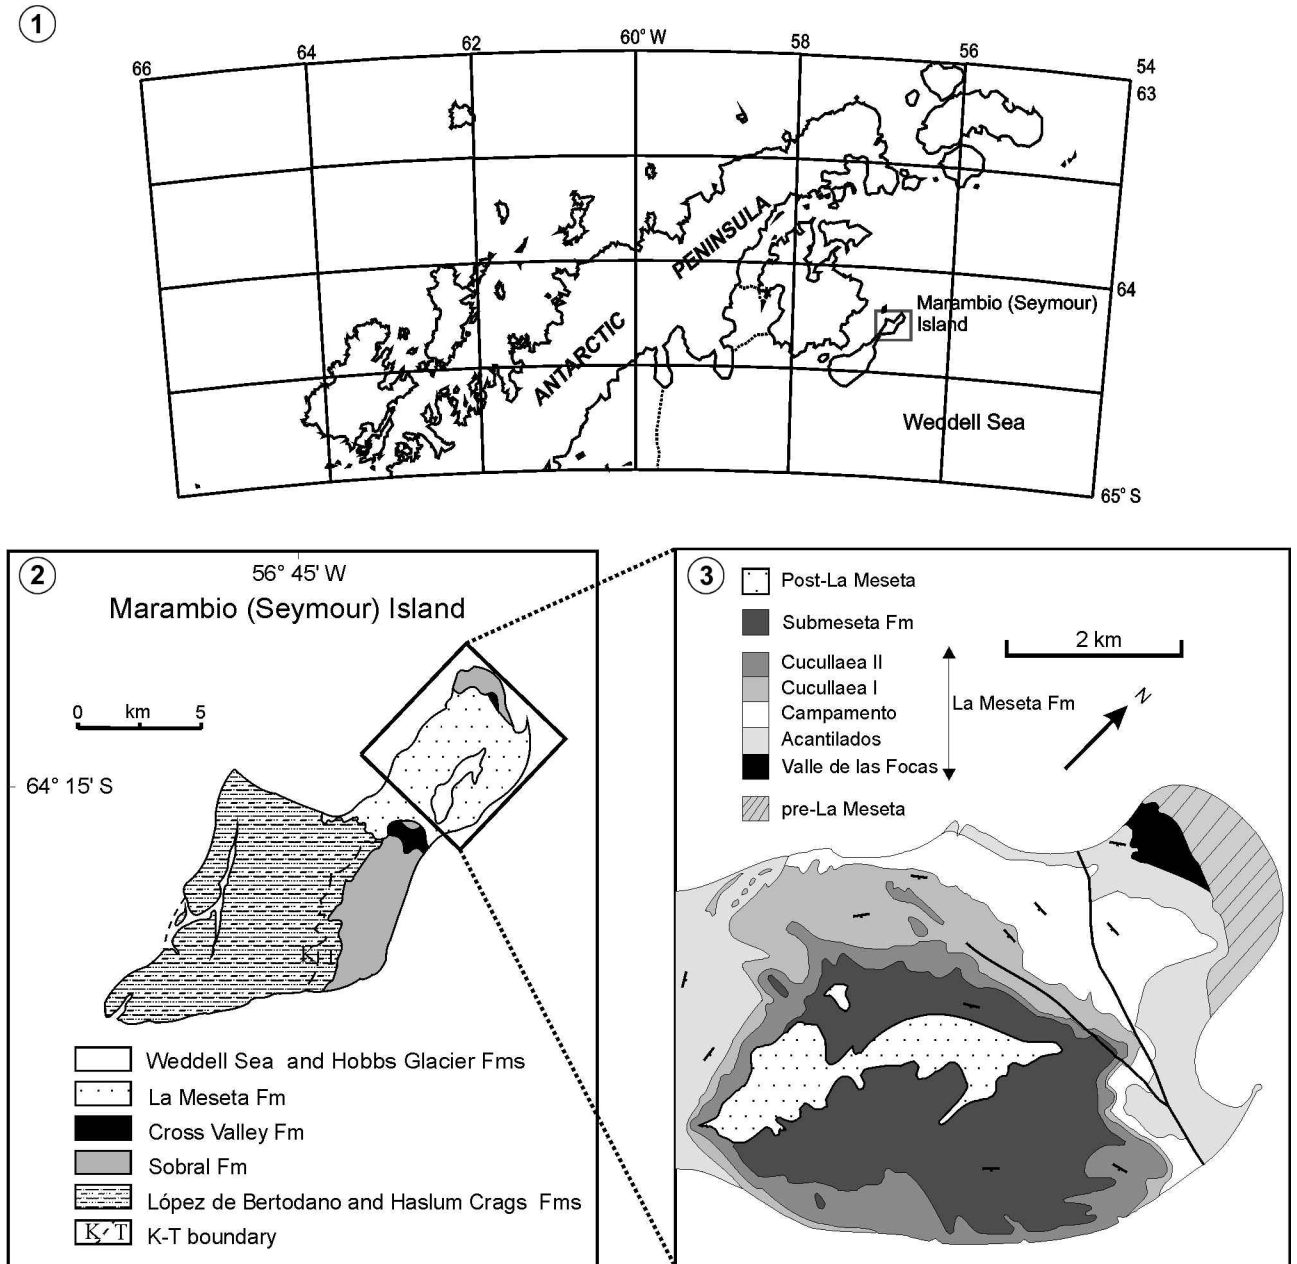 1
66 64 62 60° W 58 56 54
63
PENINSULA
ANTARCTIC
64
Marambio (Seymour)
Island
Weddell Sea
65° S
2
56° 45' W
Marambio (Seymour) Island
0 km 5
64° 15' S
K T
Weddell Sea and Hobbs Glacier Fms
La Meseta Fm
Cross Valley Fm
Sobral Fm
López de Bertodano and Haslum Crags Fms
K T K-T boundary
3
Post-La Meseta
Submeseta Fm
Cucullaea II
Cucullaea I
Campamento
Acantilados
Valle de las Focas
pre-La Meseta
La Meseta Fm
2 km
N